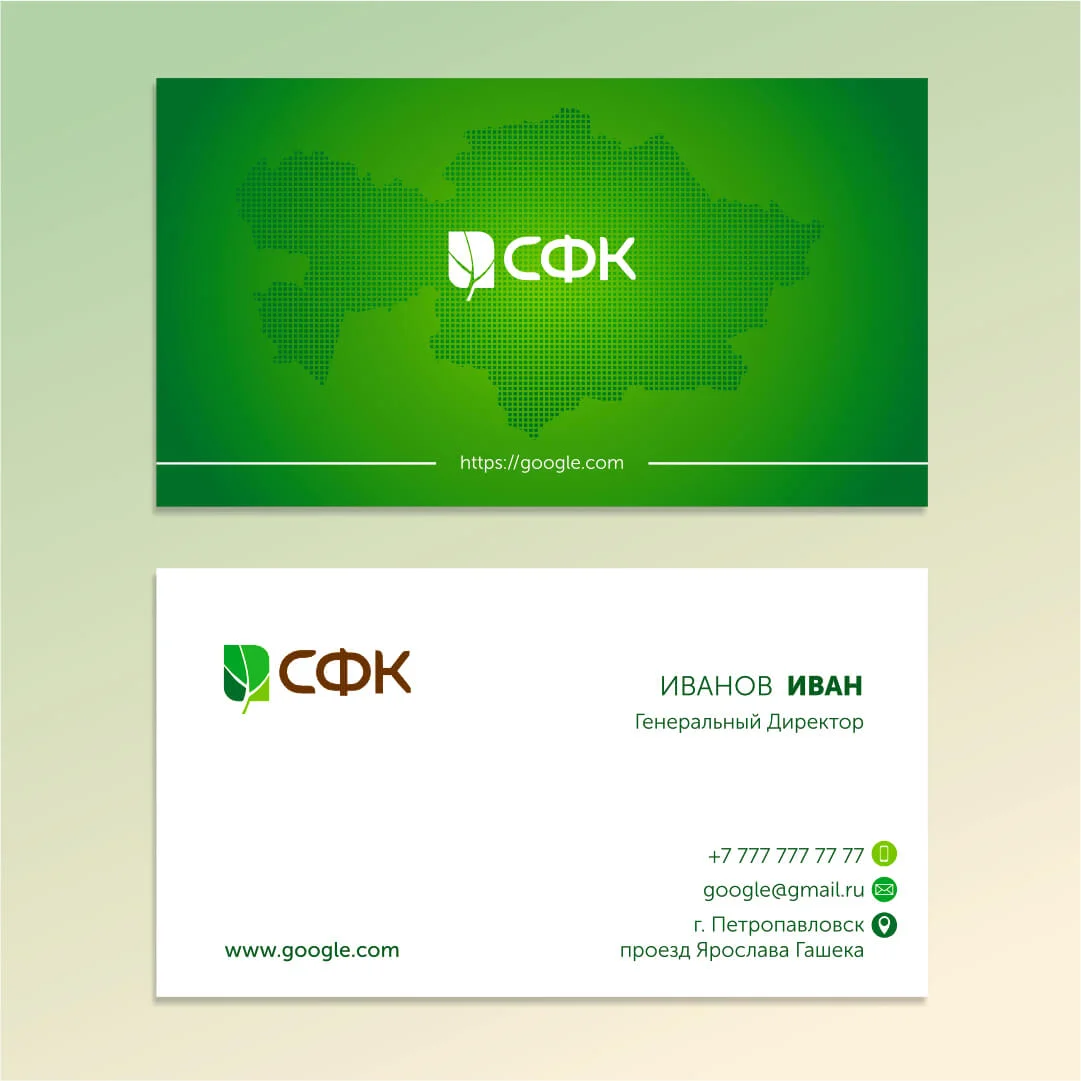 СФК
https://google.com
СФК
ИВАНОВ ИВАН
Генеральный Директор
+7 777 777 77 77
google@gmail.ru
г. Петропавловск
проезд Ярослава Гашека
www.google.com